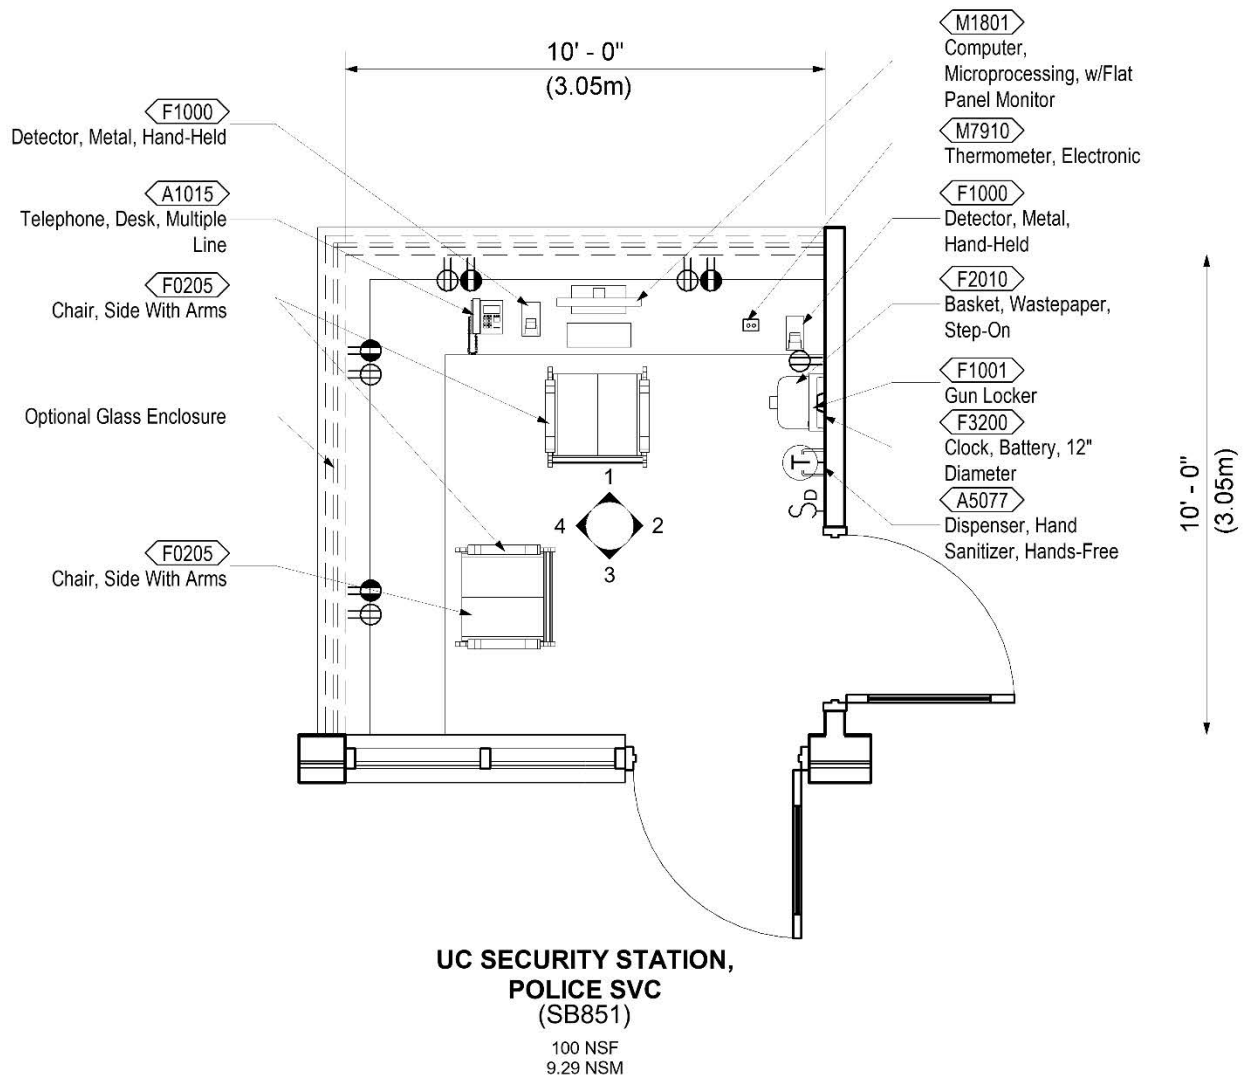 10' - 0"
(3.05m)
F1000
Detector, Metal, Hand-Held
A1015
Telephone, Desk, Multiple
Line
F0205
Chair, Side With Arms
Optional Glass Enclosure
F0205
Chair, Side With Arms
M1801
Computer,
Microprocessing, w/Flat
Panel Monitor
M7910
Thermometer, Electronic
F1000
Detector, Metal,
Hand-Held
F2010
Basket, Wastepaper,
Step-On
F1001
Gun Locker
F3200
Clock, Battery, 12"
Diameter
A5077
Dispenser, Hand
Sanitizer, Hands-Free
10' - 0"
(3.05m)
T
S D
1
4 2
3
UC SECURITY STATION,
POLICE SVC
(SB851)
100 NSF
9.29 NSM